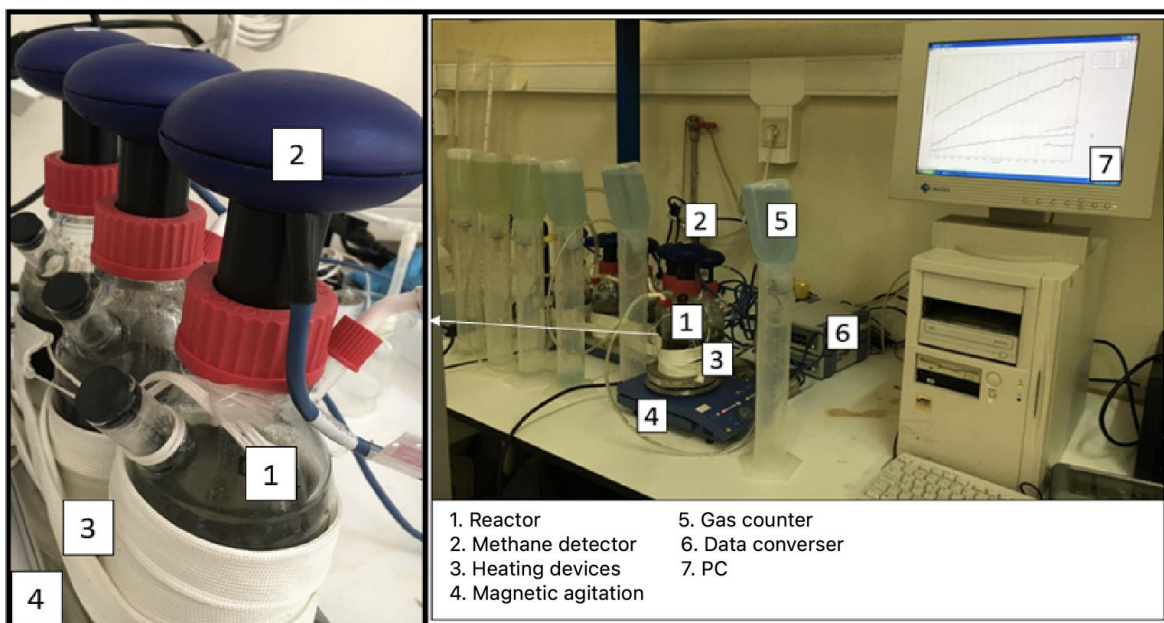 2
1
3
4
7
2
5
1
6
3
4
1. Reactor
2. Methane detector
3. Heating devices
4. Magnetic agitation
5. Gas counter
6. Data converser
7. PC